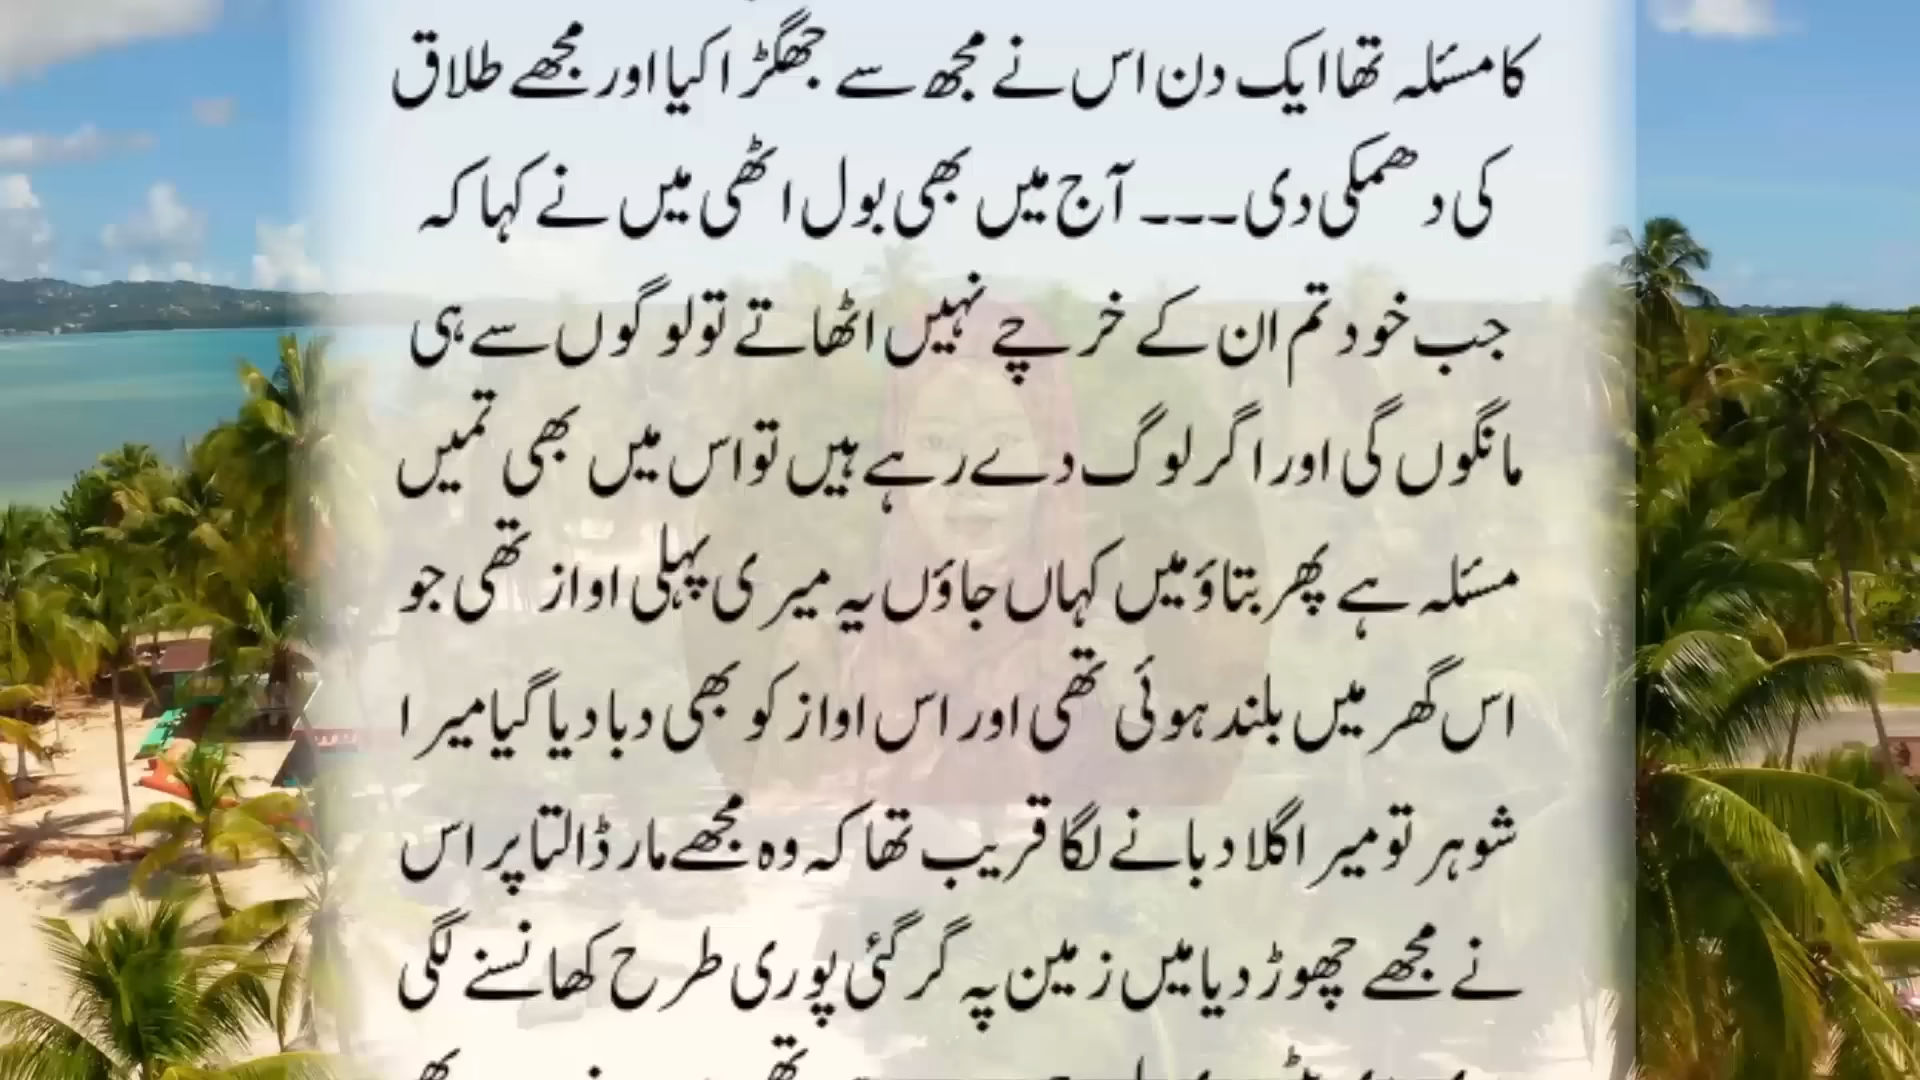 کا مسئلہ تھا ایک دن اس نے مجھ سے جھگڑا کیا اور مجھے طلاق
کی دھمکی دی ۔۔۔ آج میں بھی بول اٹھی میں نے کہا کہ
جب خود تم ان کے خرچے نہیں اٹھاتے تو لوگوں سے ہی
مانگوں گی اور اگر لوگ دے رہے ہیں تو اس میں بھی تمیں
مسئلہ ہے پھر بتاؤ میں کہاں جاؤں یہ میری پہلی اواز تھی جو
اس گھر میں بلند ہوئی تھی اور اس اواز کو بھی دبا دیا گیا میرا
شوہر تو میرا گلا دبانے لگا قریب تھا کہ وہ مجھے مار ڈالتا پر اس
نے مجھے چھوڑ دیا میں زمین پہ گر گئی پوری طرح کھانسنے لگی